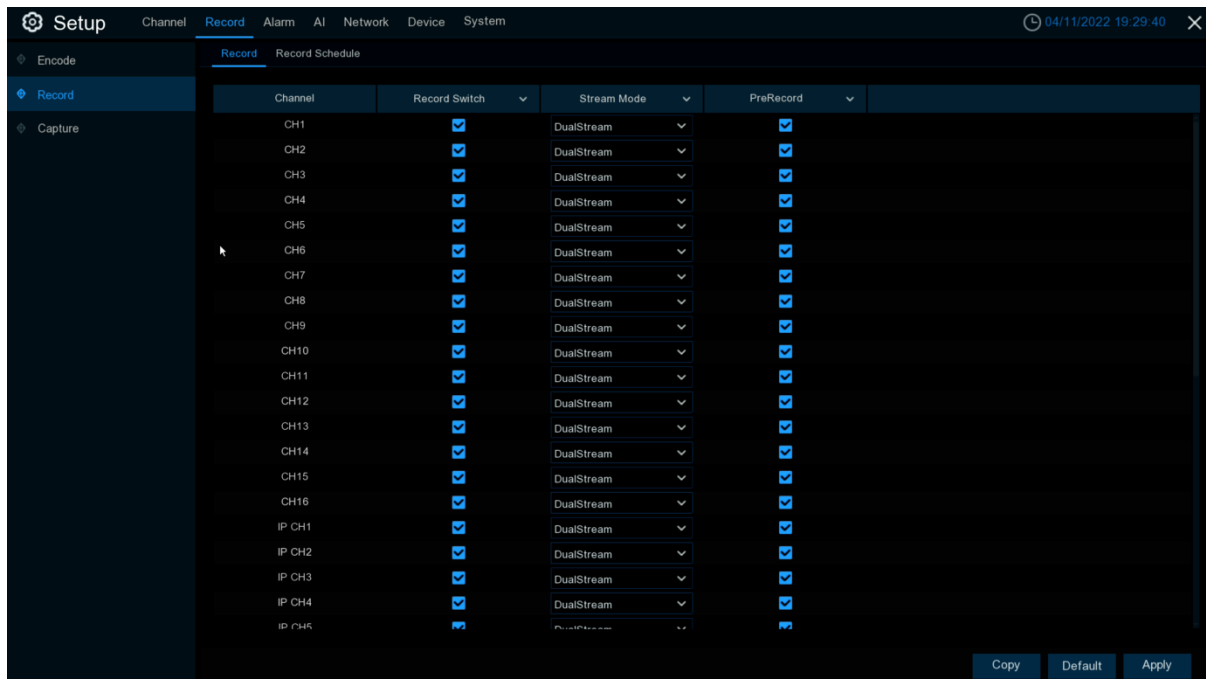 Setup Channel Record Alarm AI Network Device System 04/11/2022 19:29:40
Record Record Schedule
Encode
Record
Capture
Channel Record Switch Stream Mode PreRecord
CH1 DualStream
CH2 DualStream
CH3 DualStream
CH4 DualStream
CH5 DualStream
CH6 DualStream
CH7 DualStream
CH8 DualStream
CH9 DualStream
CH10 DualStream
CH11 DualStream
CH12 DualStream
CH13 DualStream
CH14 DualStream
CH15 DualStream
CH16 DualStream
IP CH1 DualStream
IP CH2 DualStream
IP CH3 DualStream
IP CH4 DualStream
IP CH5 DualStream
Copy Default Apply